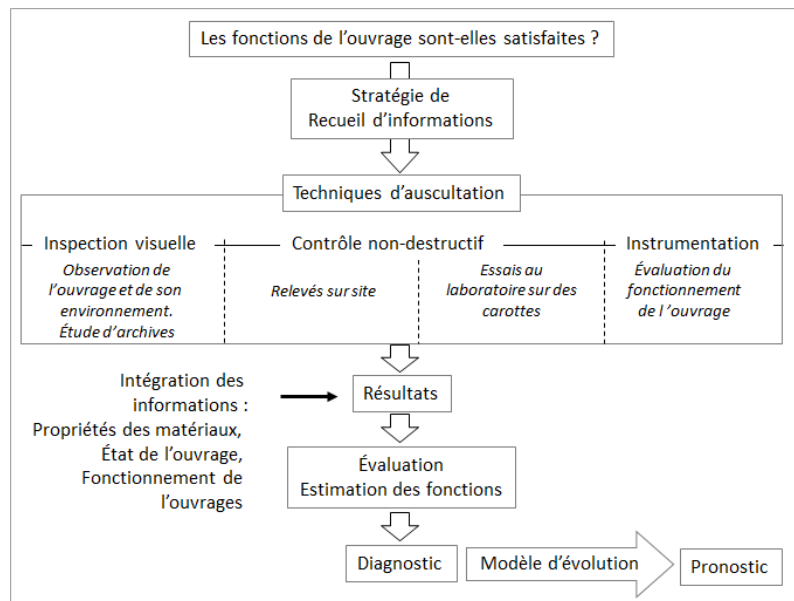 Les fonctions de l'ouvrage sont-elles satisfaites ?
Stratégie de
Recueil d'informations
Techniques d'auscultation
Inspection visuelle
Contrôle non-destructif
Instrumentation
Observation de
l'ouvrage et de son
environnement.
Étude d'archives
Relevés sur site
Essais au
laboratoire sur des
carottes
Évaluation du
fonctionnement
de l 'ouvrage
Intégration des
informations :
Propriétés des matériaux,
État de l'ouvrage,
Fonctionnement de
l'ouvrages
Résultats
Évaluation
Estimation des fonctions
Diagnostic
Modèle d'évolution
Pronostic